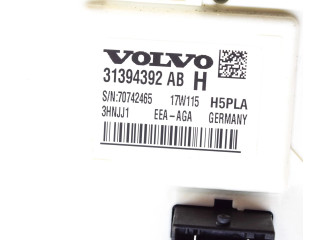 VOLVO
31394392 AB H
S/N:70742465 17W115 H5PLA
3HNJJ1 EEA-AGA GERMANY